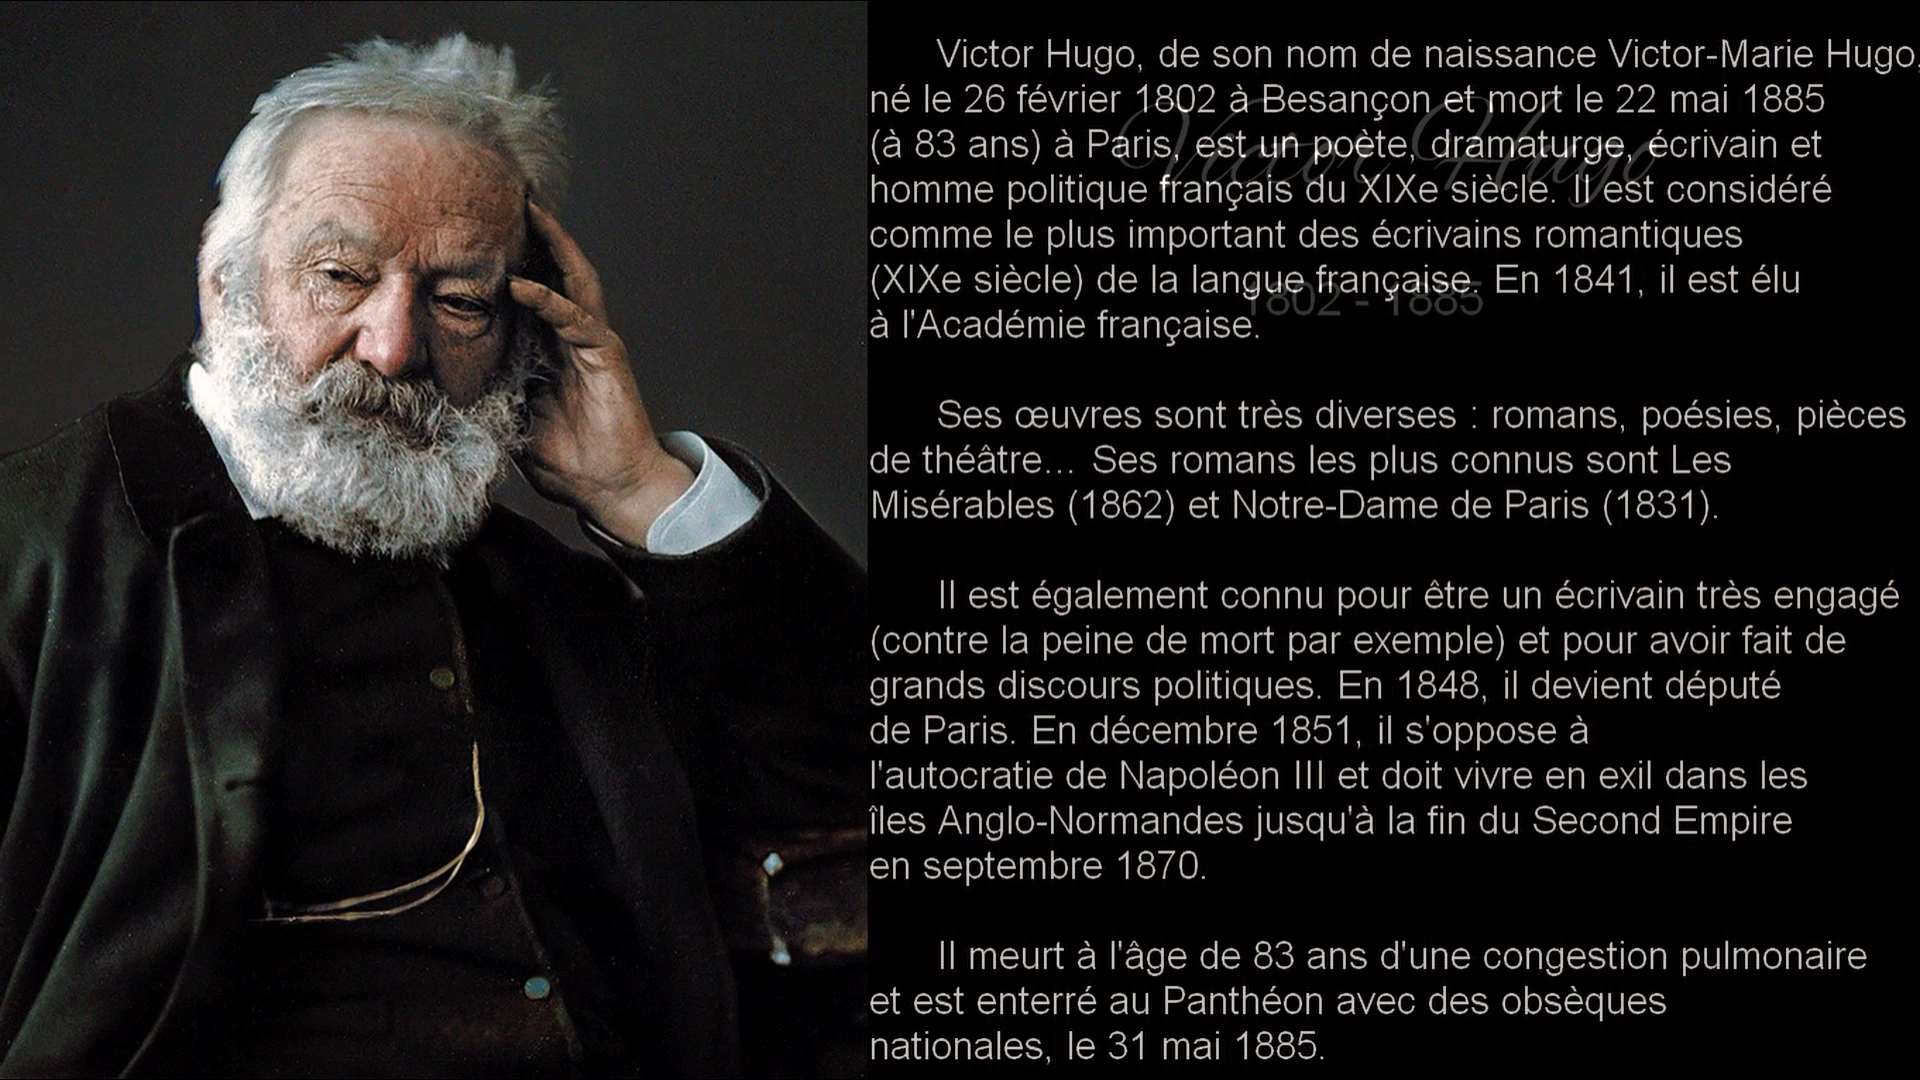 Victor Hugo, de son nom de naissance Victor-Marie Hugo,
né le 26 février 1802 à Besançon et mort le 22 mai 1885
(à 83 ans) à Paris, est un poète, dramaturge, écrivain et
homme politique français du XIXe siècle. Il est considéré
comme le plus important des écrivains romantiques
(XIXe siècle) de la langue française. En 1841, il est élu
à l'Académie française.
Victor Hugo
1802 - 1885
Ses œuvres sont très diverses : romans, poésies, pièces
de théâtre... Ses romans les plus connus sont Les
Misérables (1862) et Notre-Dame de Paris (1831).
Il est également connu pour être un écrivain très engagé
(contre la peine de mort par exemple) et pour avoir fait de
grands discours politiques. En 1848, il devient député
de Paris. En décembre 1851, il s'oppose à
l'autocratie de Napoléon III et doit vivre en exil dans les
îles Anglo-Normandes jusqu'à la fin du Second Empire
en septembre 1870.
Il meurt à l'âge de 83 ans d'une congestion pulmonaire
et est enterré au Panthéon avec des obsèques
nationales, le 31 mai 1885.